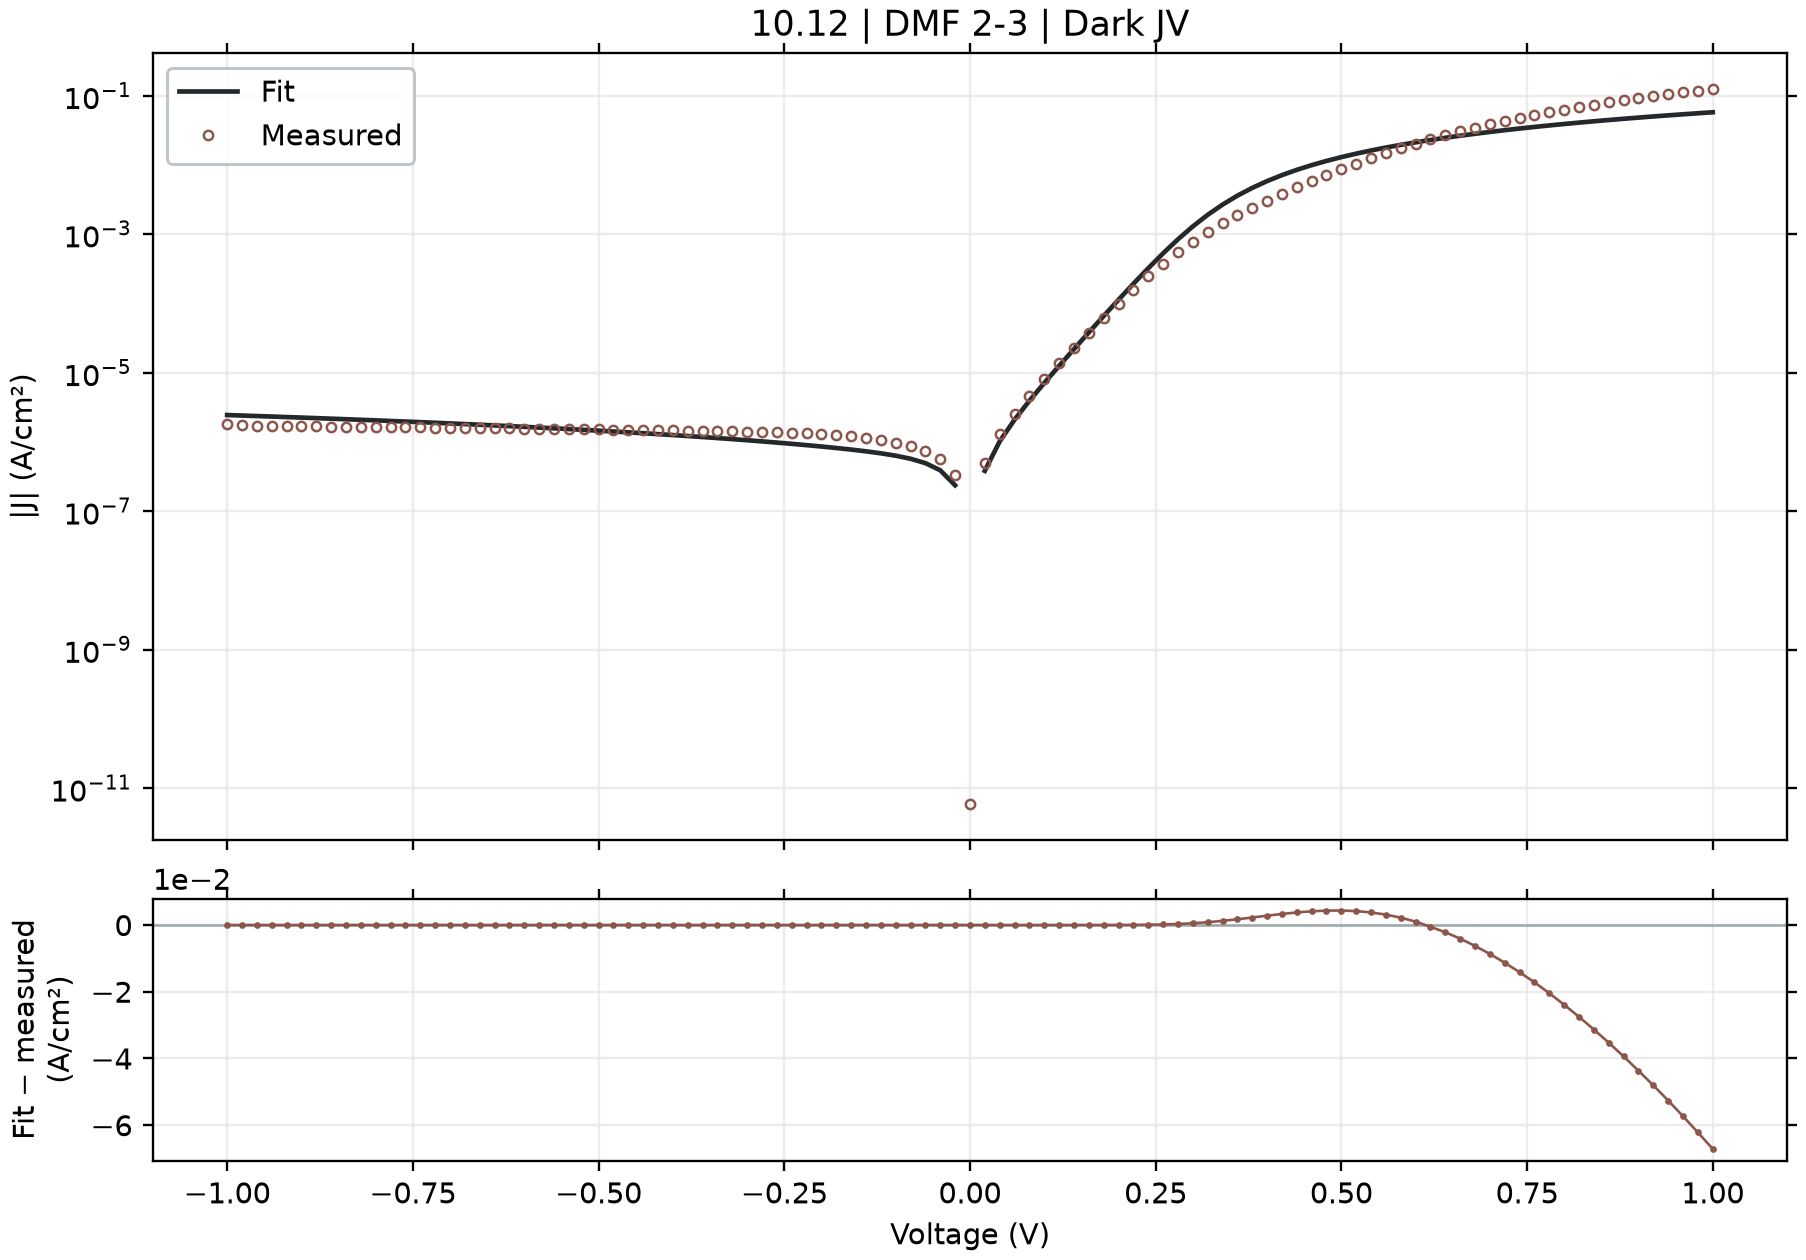 10.12 | DMF 2-3 | Dark JV
Fit
Measured
|J| (A/cm²)
10⁻¹
10⁻³
10⁻⁵
10⁻⁷
10⁻⁹
10⁻¹¹
1e−2
Fit − measured
(A/cm²)
0
−2
−4
−6
−1.00 −0.75 −0.50 −0.25 0.00 0.25 0.50 0.75 1.00
Voltage (V)